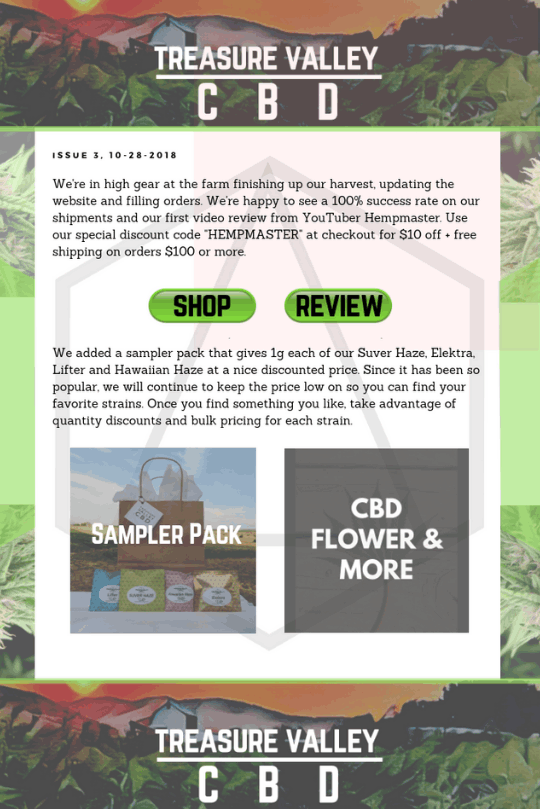 TREASURE VALLEY
CBD
ISSUE 3, 10-28-2018
We're in high gear at the farm finishing up our harvest, updating the
website and filling orders. We're happy to see a 100% success rate on our
shipments and our first video review from YouTuber Hempmaster. Use
our special discount code "HEMPMASTER" at checkout for $10 off + free
shipping on orders $100 or more.
SHOP REVIEW
We added a sampler pack that gives 1g each of our Suver Haze, Elektra,
Lifter and Hawaiian Haze at a nice discounted price. Since it has been so
popular, we will continue to keep the price low on so you can find your
favorite strains. Once you find something you like, take advantage of
quantity discounts and bulk pricing for each strain.
SAMPLER PACK
CBD
FLOWER &
MORE
TREASURE VALLEY
CBD